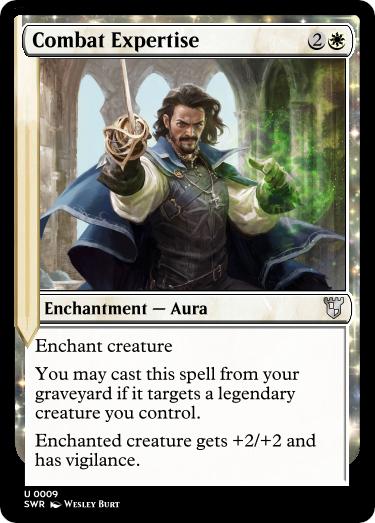 Combat Expertise 2
Enchantment — Aura
Enchant creature
You may cast this spell from your
graveyard if it targets a legendary
creature you control.
Enchanted creature gets +2/+2 and
has vigilance.
U 0009
SWR Wesley Burt